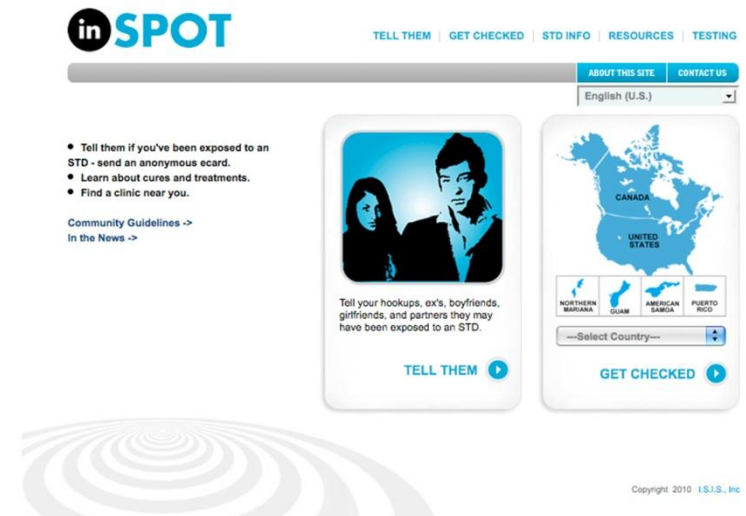 inSPOT
TELL THEM | GET CHECKED | STD INFO | RESOURCES | TESTING
ABOUT THIS SITE
CONTACT US
English (U.S.)
• Tell them if you've been exposed to an
STD - send an anonymous ecard.
• Learn about cures and treatments.
• Find a clinic near you.
Community Guidelines ->
In the News ->
Tell your hookups, ex's, boyfriends,
girlfriends, and partners they may
have been exposed to an STD.
TELL THEM
CANADA
UNITED
STATES
NORTHERN
MARIANA
GUAM
AMERICAN
SAMOA
PUERTO
RICO
---Select Country---
GET CHECKED
Copyright 2010 I.S.I.S., Inc